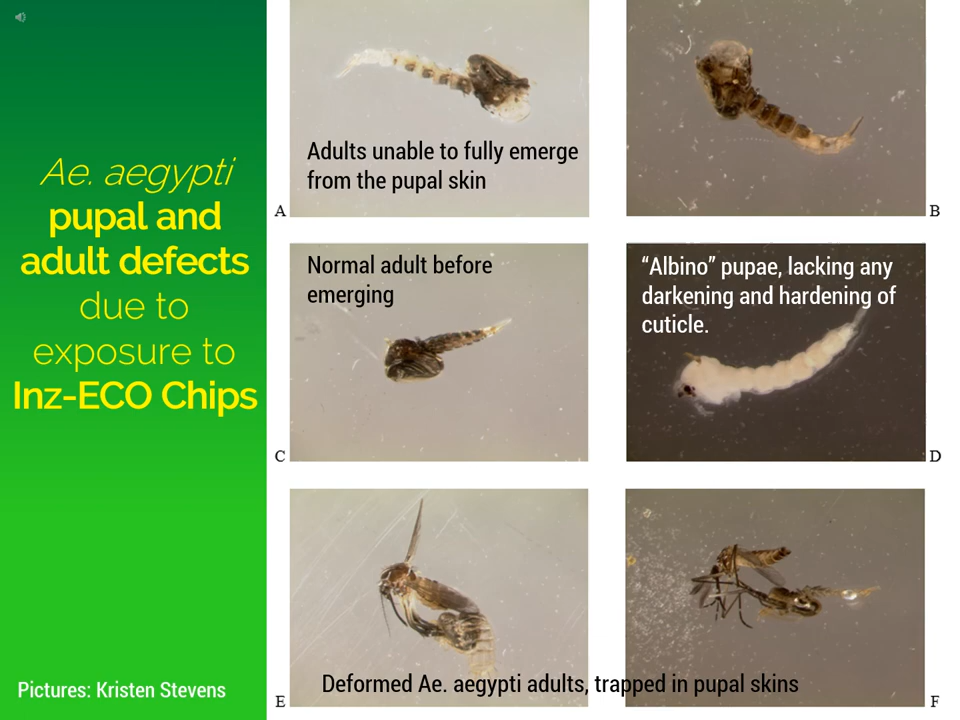 Ae. aegypti
pupal and
adult defects
due to
exposure to
Inz-ECO Chips
Pictures: Kristen Stevens
Adults unable to fully emerge
from the pupal skin
A
B
Normal adult before
emerging
C
“Albino” pupae, lacking any
darkening and hardening of
cuticle.
D
Deformed Ae. aegypti adults, trapped in pupal skins
E
F